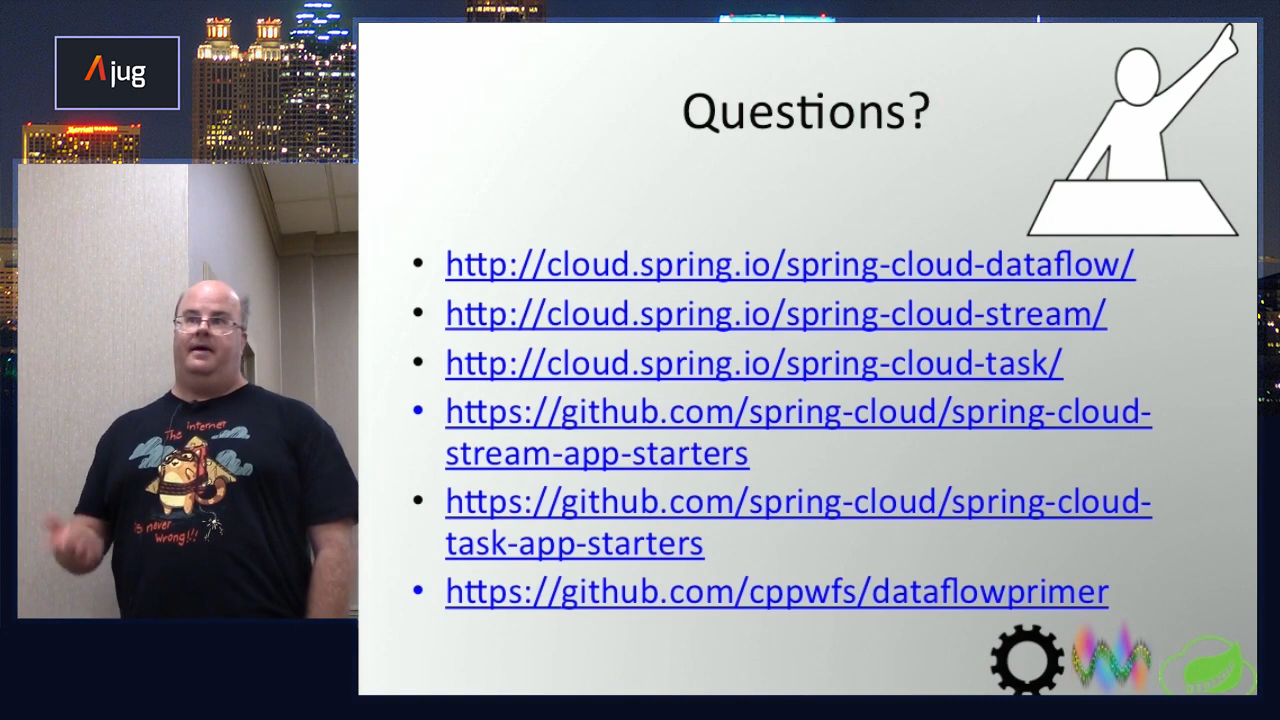 Ajug
Questions?
http://cloud.spring.io/spring-cloud-dataflow/
http://cloud.spring.io/spring-cloud-stream/
http://cloud.spring.io/spring-cloud-task/
https://github.com/spring-cloud/spring-cloud-
stream-app-starters
https://github.com/spring-cloud/spring-cloud-
task-app-starters
https://github.com/cppwfs/dataflowprimer
The internet
is never
wrong!!!